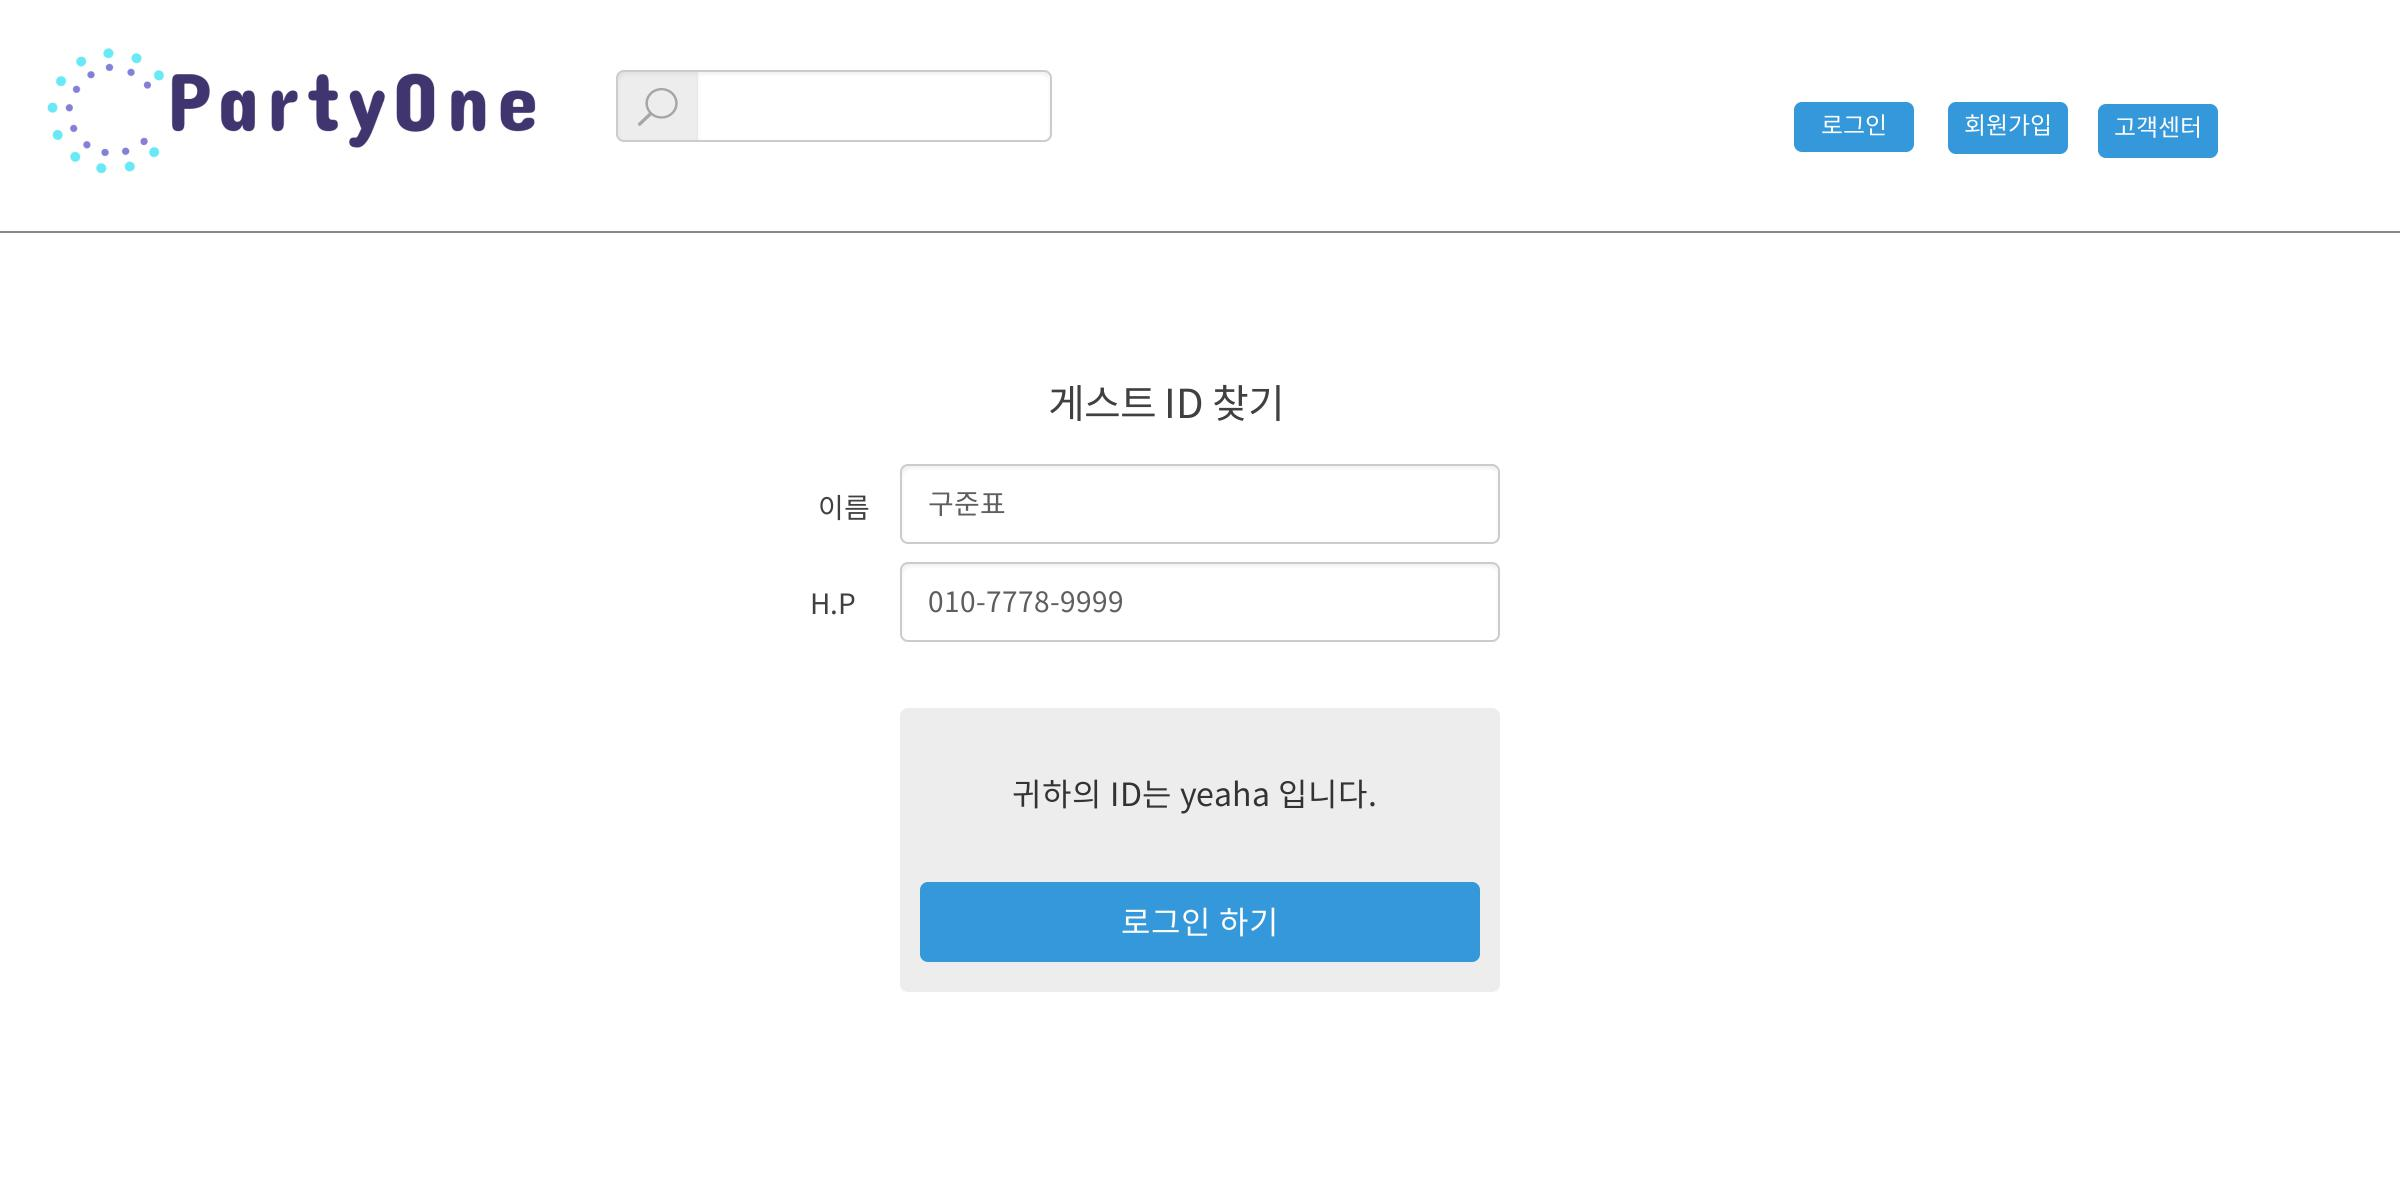 PartyOne
로그인
회원가입
고객센터
게스트 ID 찾기
이름
구준표
H.P
010-7778-9999
귀하의 ID는 yeaha 입니다.
로그인 하기